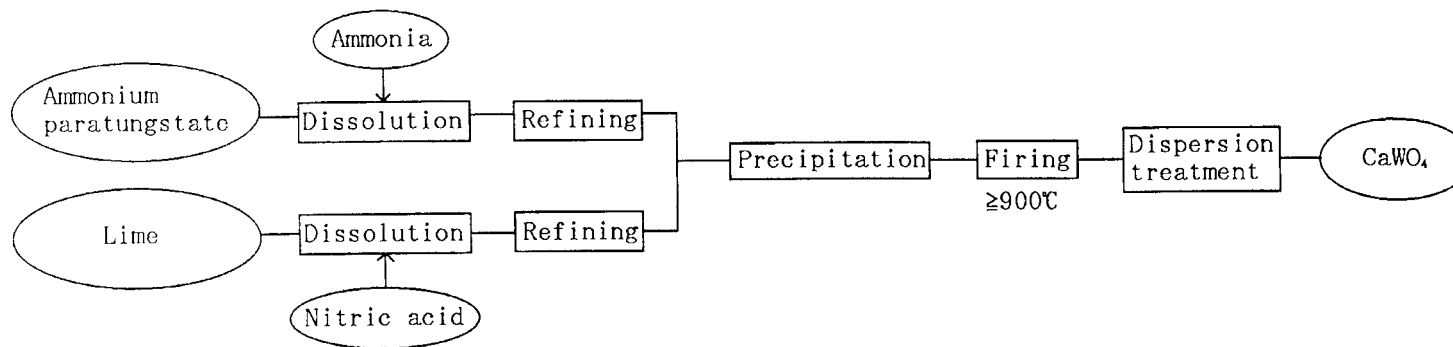 Ammonia
Ammonium
paratungstate
Dissolution
Refining
Precipitation
Firing
≧900℃
Dispersion
treatment
CaWO₄
Lime
Dissolution
Refining
Nitric acid